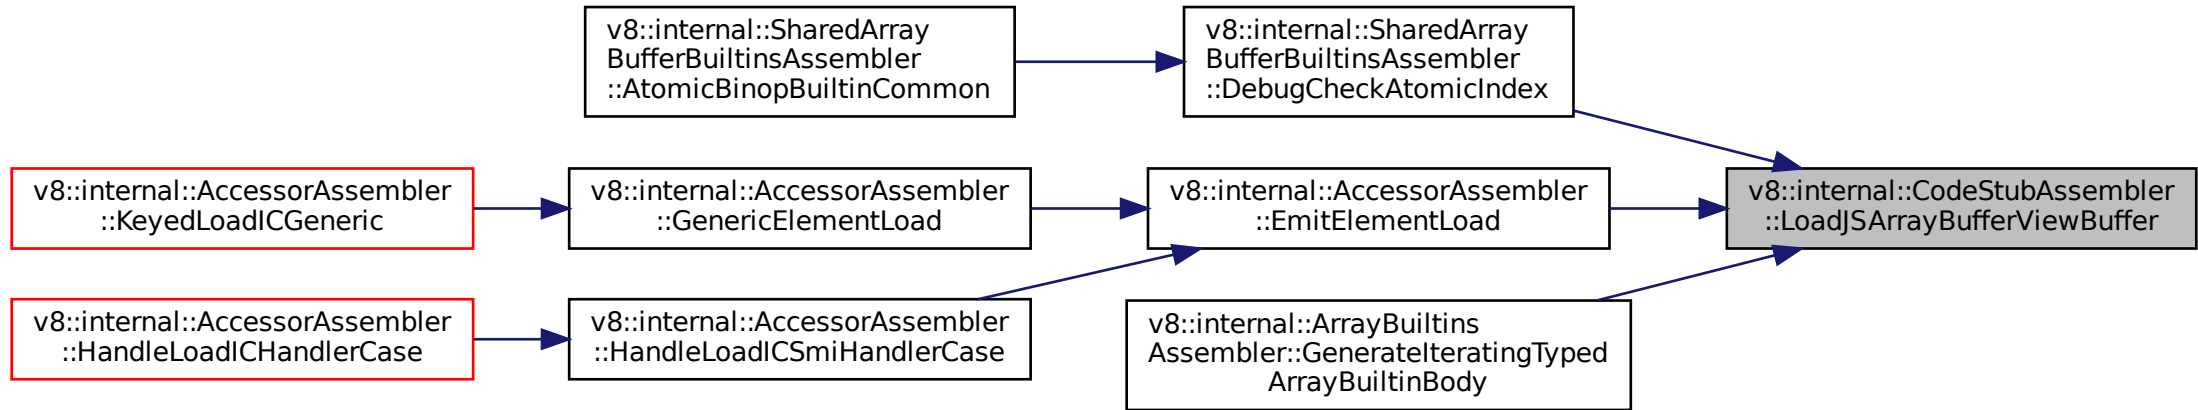 v8::internal::SharedArray
BufferBuiltinsAssembler
::AtomicBinopBuiltinCommon
v8::internal::SharedArray
BufferBuiltinsAssembler
::DebugCheckAtomicIndex
v8::internal::AccessorAssembler
::KeyedLoadICGeneric
v8::internal::AccessorAssembler
::GenericElementLoad
v8::internal::AccessorAssembler
::EmitElementLoad
v8::internal::CodeStubAssembler
::LoadJSArrayBufferViewBuffer
v8::internal::AccessorAssembler
::HandleLoadICHandlerCase
v8::internal::AccessorAssembler
::HandleLoadICSmiHandlerCase
v8::internal::ArrayBuiltins
Assembler::GenerateIteratingTyped
ArrayBuiltinBody